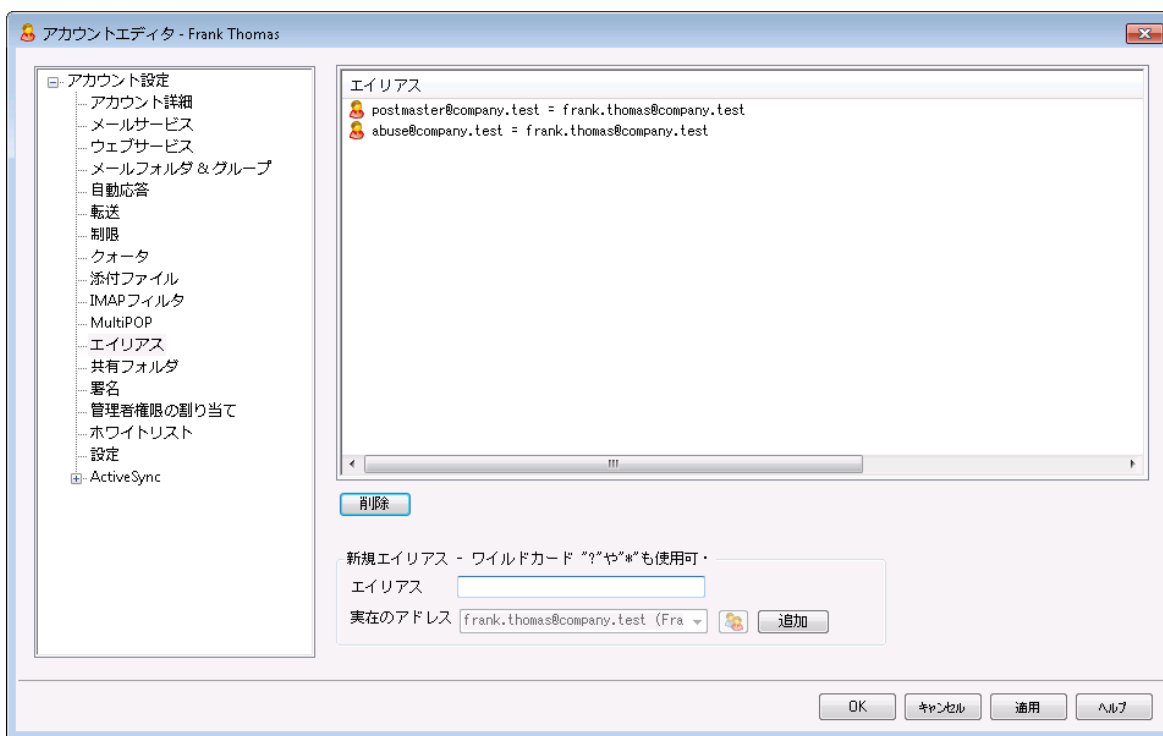 アカウントエディタ - Frank Thomas
アカウント設定
アカウント詳細
メールサービス
ウェブサービス
メールフォルダ & グループ
自動応答
転送
制限
クォータ
添付ファイル
IMAPフィルタ
MultiPOP
エイリアス
共有フォルダ
署名
管理者権限の割り当て
ホワイトリスト
設定
ActiveSync
エイリアス
postmaster@company.test = frank.thomas@company.test
abuse@company.test = frank.thomas@company.test
削除
新規エイリアス - ワイルドカード "?"や"*"も使用可・
エイリアス
実在のアドレス frank.thomas@company.test (Fra 追加
OK キャンセル 適用 ヘルプ